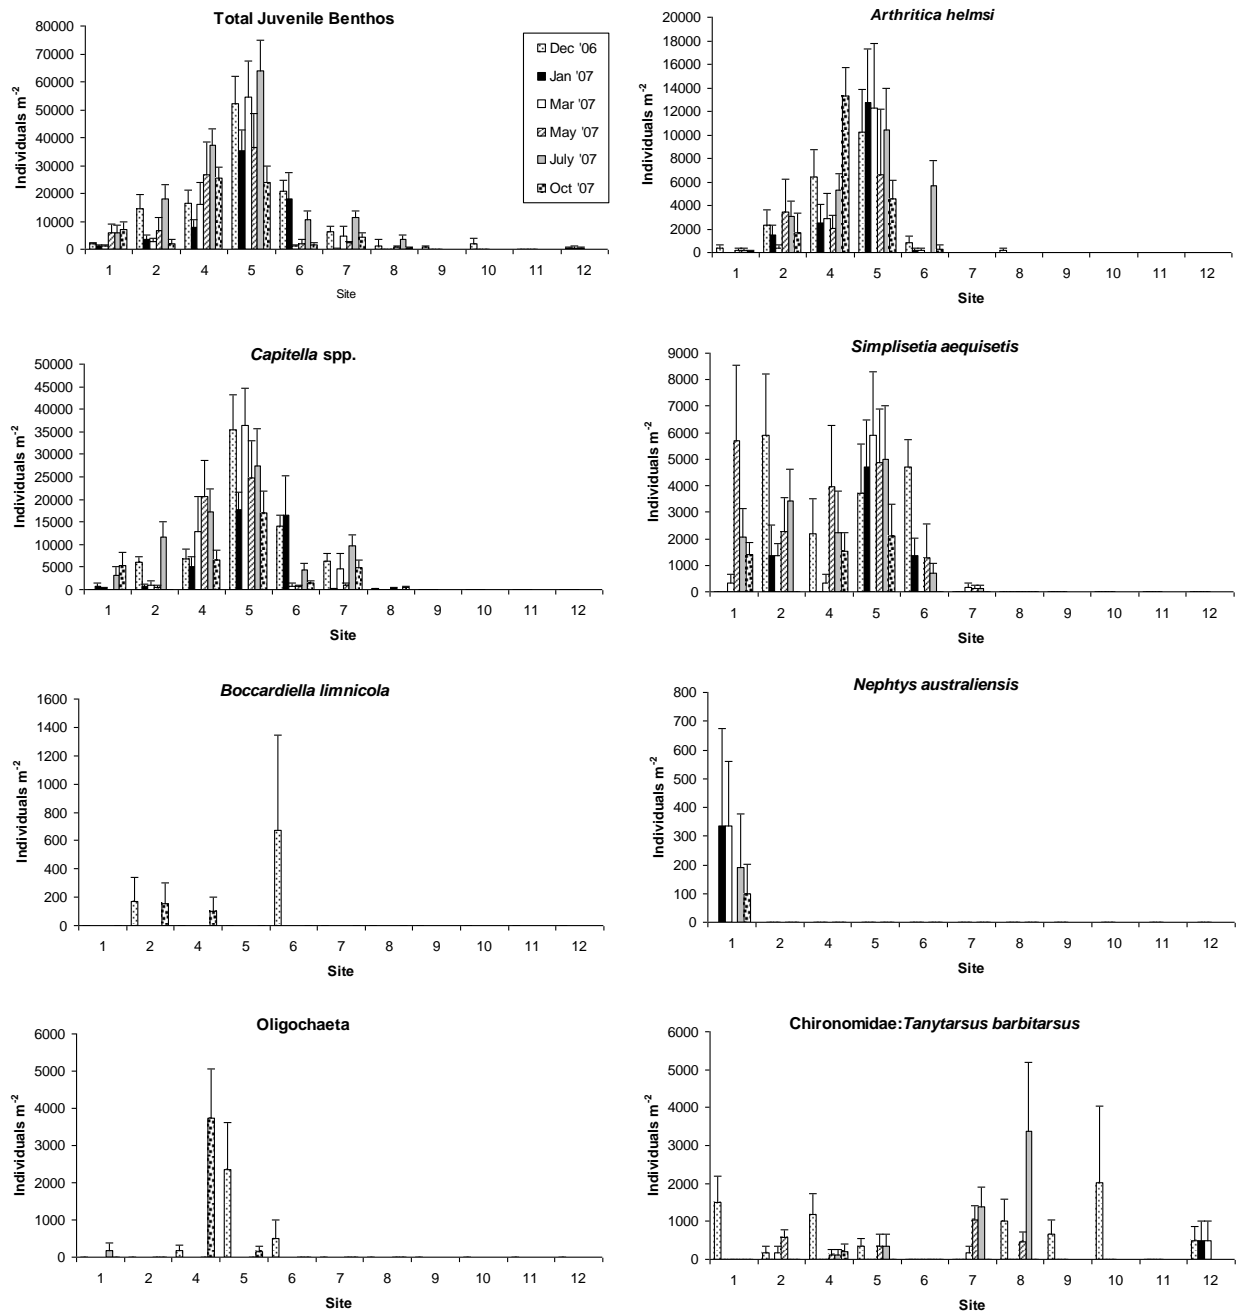 Total Juvenile Benthos
80000
70000
60000
50000
40000
30000
20000
10000
0
Individuals m-2
1 2 4 5 6 7 8 9 10 11 12
Site
Dec '06
Jan '07
Mar '07
May '07
July '07
Oct '07
Arthritica helmsi
20000
18000
16000
14000
12000
10000
8000
6000
4000
2000
0
Individuals m-2
1 2 4 5 6 7 8 9 10 11 12
Site
Capitella spp.
50000
45000
40000
35000
30000
25000
20000
15000
10000
5000
0
Individuals m-2
1 2 4 5 6 7 8 9 10 11 12
Site
Simplisetia aequisetis
9000
8000
7000
6000
5000
4000
3000
2000
1000
0
Individuals m-2
1 2 4 5 6 7 8 9 10 11 12
Site
Boccardiella limnicola
1600
1400
1200
1000
800
600
400
200
0
Individuals m-2
1 2 4 5 6 7 8 9 10 11 12
Site
Nephtys australiensis
800
700
600
500
400
300
200
100
0
Individuals m-2
1 2 4 5 6 7 8 9 10 11 12
Site
Oligochaeta
6000
5000
4000
3000
2000
1000
0
Individuals m-2
1 2 4 5 6 7 8 9 10 11 12
Site
Chironomidae:Tanytarsus barbitarsus
6000
5000
4000
3000
2000
1000
0
Individuals m-2
1 2 4 5 6 7 8 9 10 11 12
Site